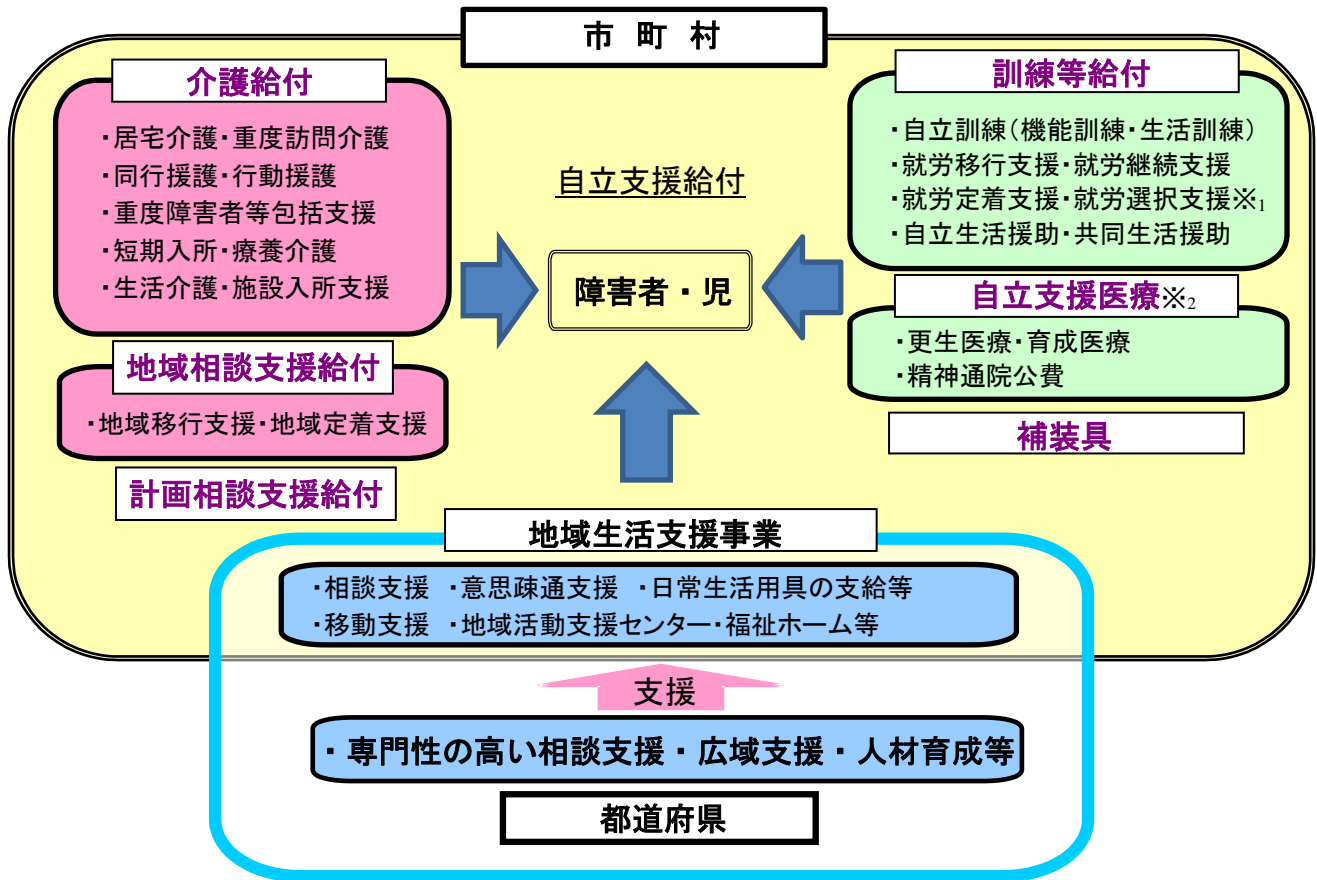 市 町 村
介護給付
・居宅介護・重度訪問介護
・同行援護・行動援護
・重度障害者等包括支援
・短期入所・療養介護
・生活介護・施設入所支援
地域相談支援給付
・地域移行支援・地域定着支援
計画相談支援給付
自立支援給付
障害者・児
訓練等給付
・自立訓練（機能訓練・生活訓練）
・就労移行支援・就労継続支援
・就労定着支援・就労選択支援※1
・自立生活援助・共同生活援助
自立支援医療※2
・更生医療・育成医療
・精神通院公費
補装具
地域生活支援事業
・相談支援 ・意思疎通支援 ・日常生活用具の支給等
・移動支援 ・地域活動支援センター・福祉ホーム等
支援
・専門性の高い相談支援・広域支援・人材育成等
都道府県